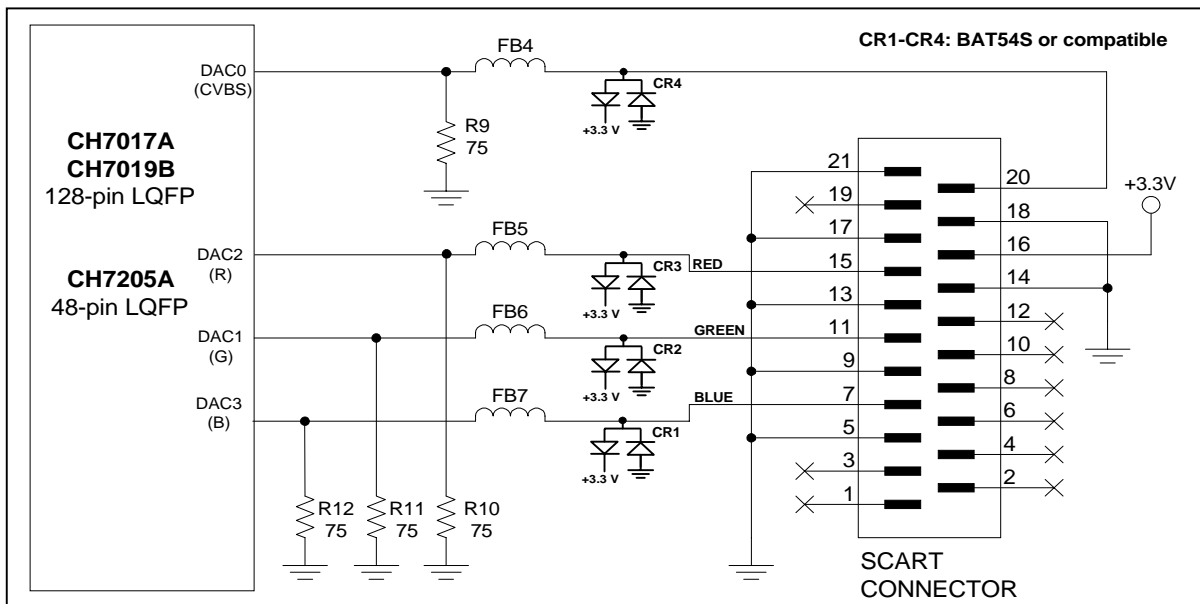 CR1-CR4: BAT54S or compatible
FB4
DAC0
(CVBS)
CR4
+3.3 V
R9
75
CH7017A
CH7019B
128-pin LQFP
CH7205A
48-pin LQFP
FB5
DAC2
(R)
CR3
RED
+3.3 V
FB6
DAC1
(G)
GREEN
CR2
+3.3 V
FB7
DAC3
(B)
BLUE
CR1
+3.3 V
R12
75
R11
75
R10
75
21
19
17
15
13
11
9
7
5
3
1
20
18
16
14
12
10
8
6
4
2
+3.3V
SCART
CONNECTOR